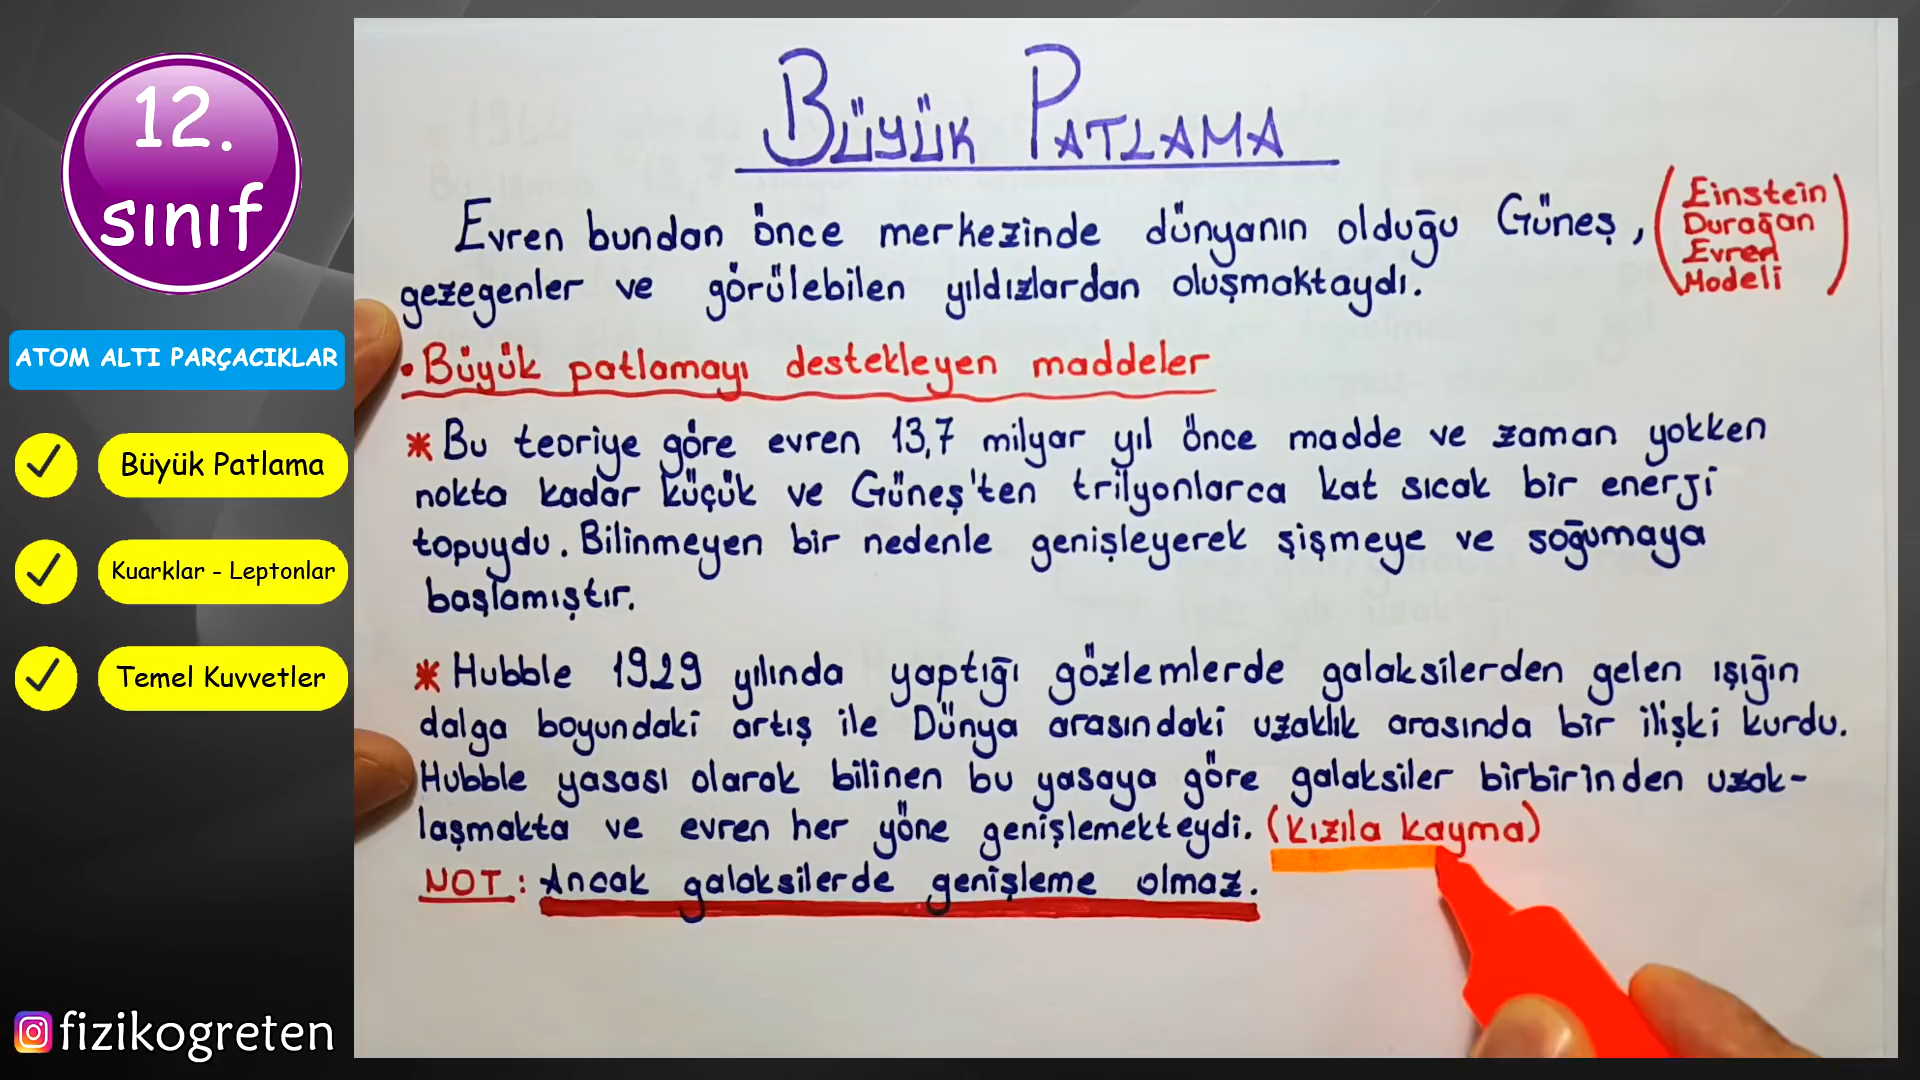 12.
sınıf
ATOM ALTI PARÇACIKLAR
Büyük Patlama
Kuarklar - Leptonlar
Temel Kuvvetler
fizikogreten
BÜYÜK PATLAMA
Evren bundan önce merkezinde dünyanın olduğu Güneş,
gezegenler ve görülebilen yıldızlardan oluşmaktaydı.
(Einstein
Durağan
Evren
Modeli)
• Büyük patlamayı destekleyen maddeler
* Bu teoriye göre evren 13,7 milyar yıl önce madde ve zaman yokken
nokta kadar küçük ve Güneş'ten trilyonlarca kat sıcak bir enerji
topuydu. Bilinmeyen bir nedenle genişleyerek şişmeye ve soğumaya
başlamıştır.
* Hubble 1929 yılında yaptığı gözlemlerde galaksilerden gelen ışığın
dalga boyundaki artış ile Dünya arasındaki uzaklık arasında bir ilişki kurdu.
Hubble yasası olarak bilinen bu yasaya göre galaksiler birbirinden uzak-
laşmakta ve evren her yöne genişlemekteydi. (kızıla kayma)
NOT: Ancak galaksilerde genişleme olmaz.